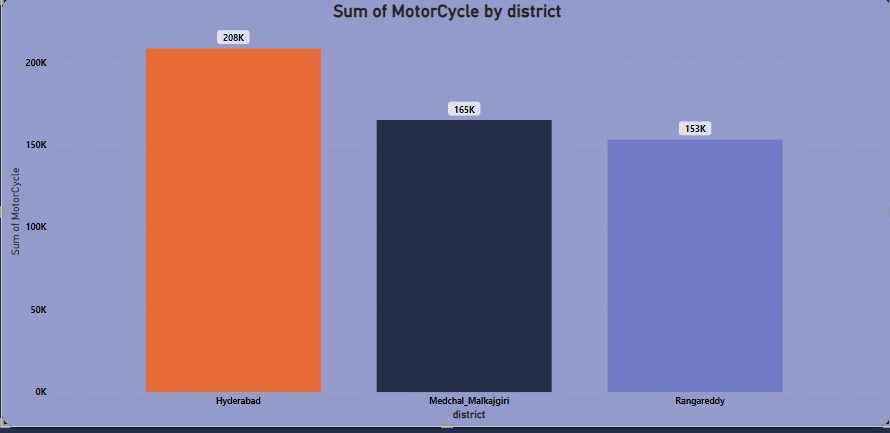 Sum of MotorCycle by district
208K
200K
165K
153K
150K
100K
50K
0K
Sum of MotorCycle
Hyderabad
Medchal_Malkajgiri
Rangareddy
district